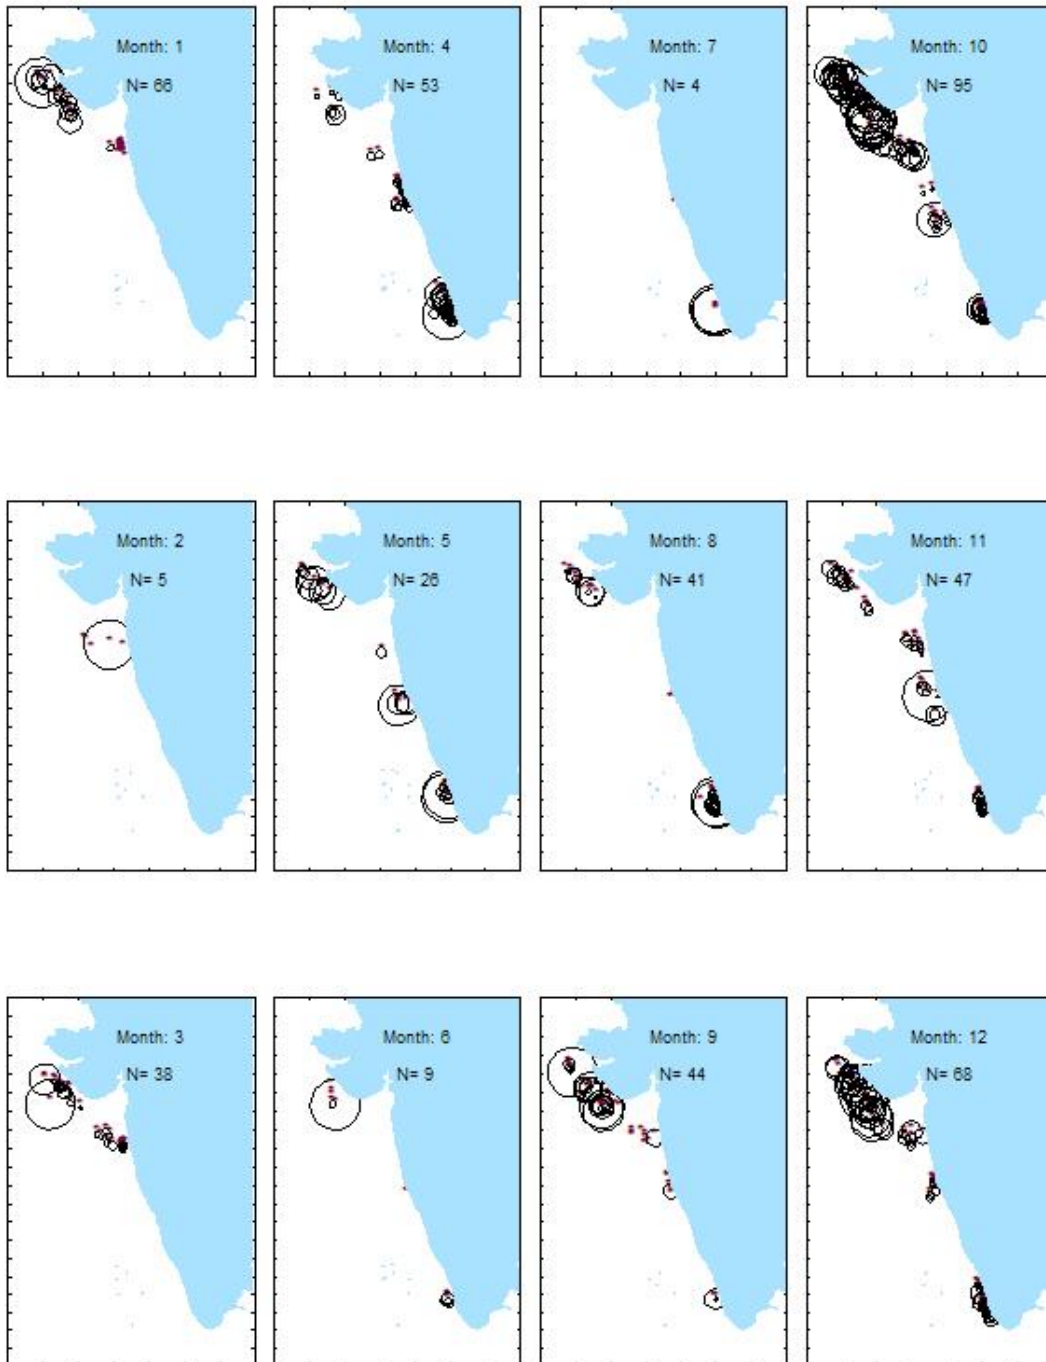 Month: 1
N= 66
Month: 4
N= 53
Month: 7
N= 4
Month: 10
N= 95
Month: 2
N= 5
Month: 5
N= 26
Month: 8
N= 41
Month: 11
N= 47
Month: 3
N= 38
Month: 6
N= 9
Month: 9
N= 44
Month: 12
N= 68